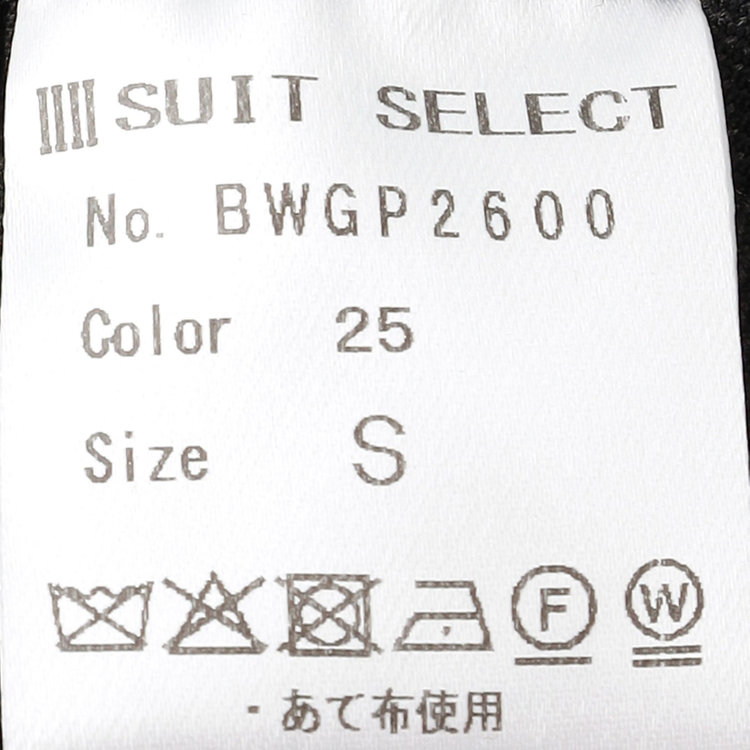 SUIT SELECT
No. BWGP2600
Color 25
Size S
F W
・あて布使用